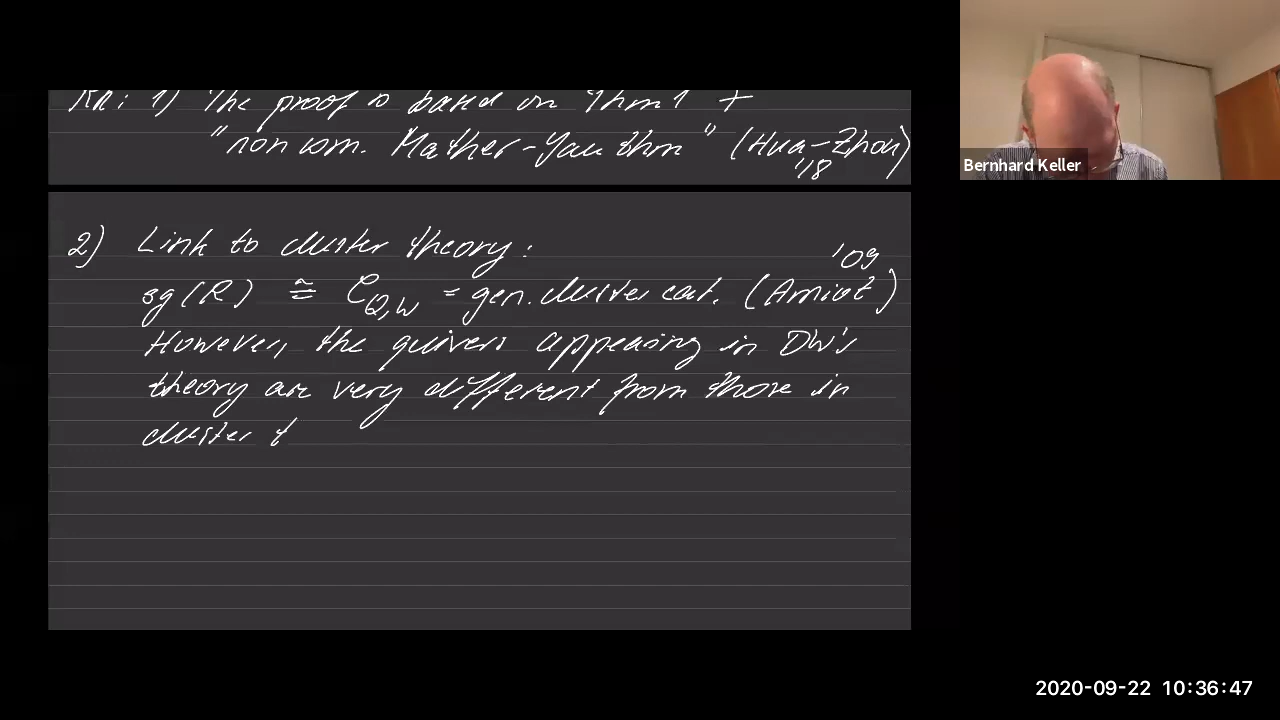 Rk: 1) The proof is based on Thm 1 +
"non com. Mather-Yau thm" (Hua-Zhou)
'18
2) Link to cluster theory:
'09
sg(R) ≅ C_{Q,W} = gen. cluster cat. (Amiot)
However, the quivers appearing in DW's
theory are very different from those in
cluster t
Bernhard Keller
2020-09-22 10:36:47